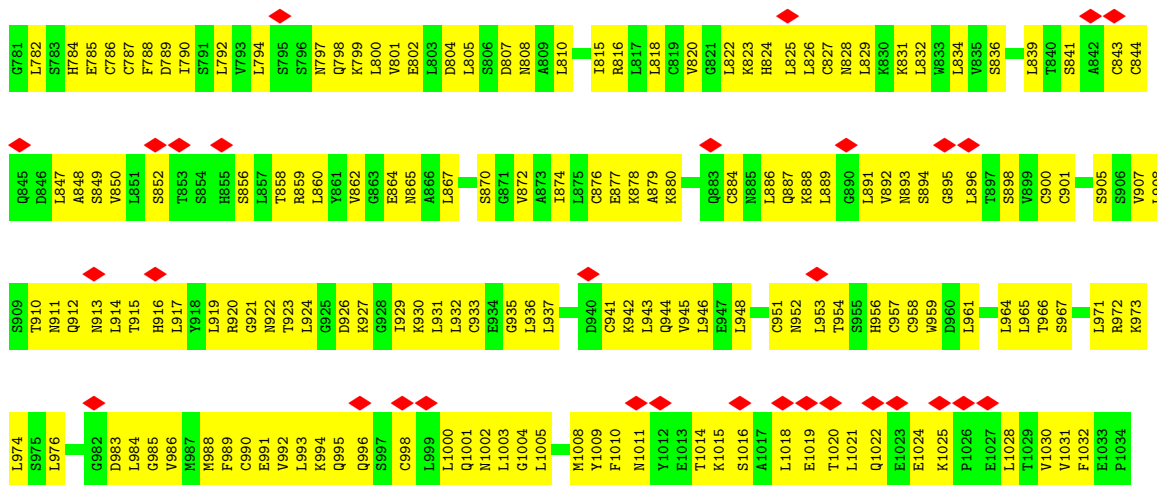 G781 L782 S783 H784 E785 C786 C787 F788 D789 I790 S791 L792 V793 L794 S795 S796 N797 Q798 K799 L800 V801 E802 L803 D804 L805 S806 D807 N808 A809 L810 I815 R816 L817 L818 C819 V820 G821 L822 K823 H824 L825 L826 C827 N828 L829 K830 K831 L832 W833 L834 V835 S836 L839 T840 S841 A842 C843 C844
Q845 D846 L847 A848 S849 V850 L851 S852 T853 S854 H855 S856 L857 T858 R859 L860 Y861 V862 G863 E864 N865 A866 L867 S870 G871 V872 A873 I874 L875 C876 E877 K878 A879 K880 Q883 C884 N885 L886 Q887 K888 L889 G890 L891 V892 N893 S894 G895 L896 T897 S898 V899 C900 C901 S905 S906 V907 L908
S909 T910 N911 Q912 N913 L914 T915 H916 L917 Y918 L919 R920 G921 N922 T923 L924 G925 D926 K927 G928 I929 K930 L931 L932 C933 E934 G935 L936 L937 D940 C941 K942 L943 Q944 V945 L946 E947 L948 C951 N952 L953 T954 S955 H956 C957 C958 W959 D960 L961 L964 L965 T966 S967 L971 R972 K973
L974 S975 L976 G982 D983 L984 G985 V986 M987 M988 F989 C990 E991 V992 L993 K994 Q995 Q996 S997 C998 L999 L1000 Q1001 N1002 L1003 G1004 L1005 M1008 Y1009 F1010 N1011 Y1012 E1013 T1014 K1015 S1016 A1017 L1018 E1019 T1020 L1021 Q1022 E1023 E1024 K1025 P1026 E1027 L1028 T1029 V1030 V1031 F1032 E1033 P1034